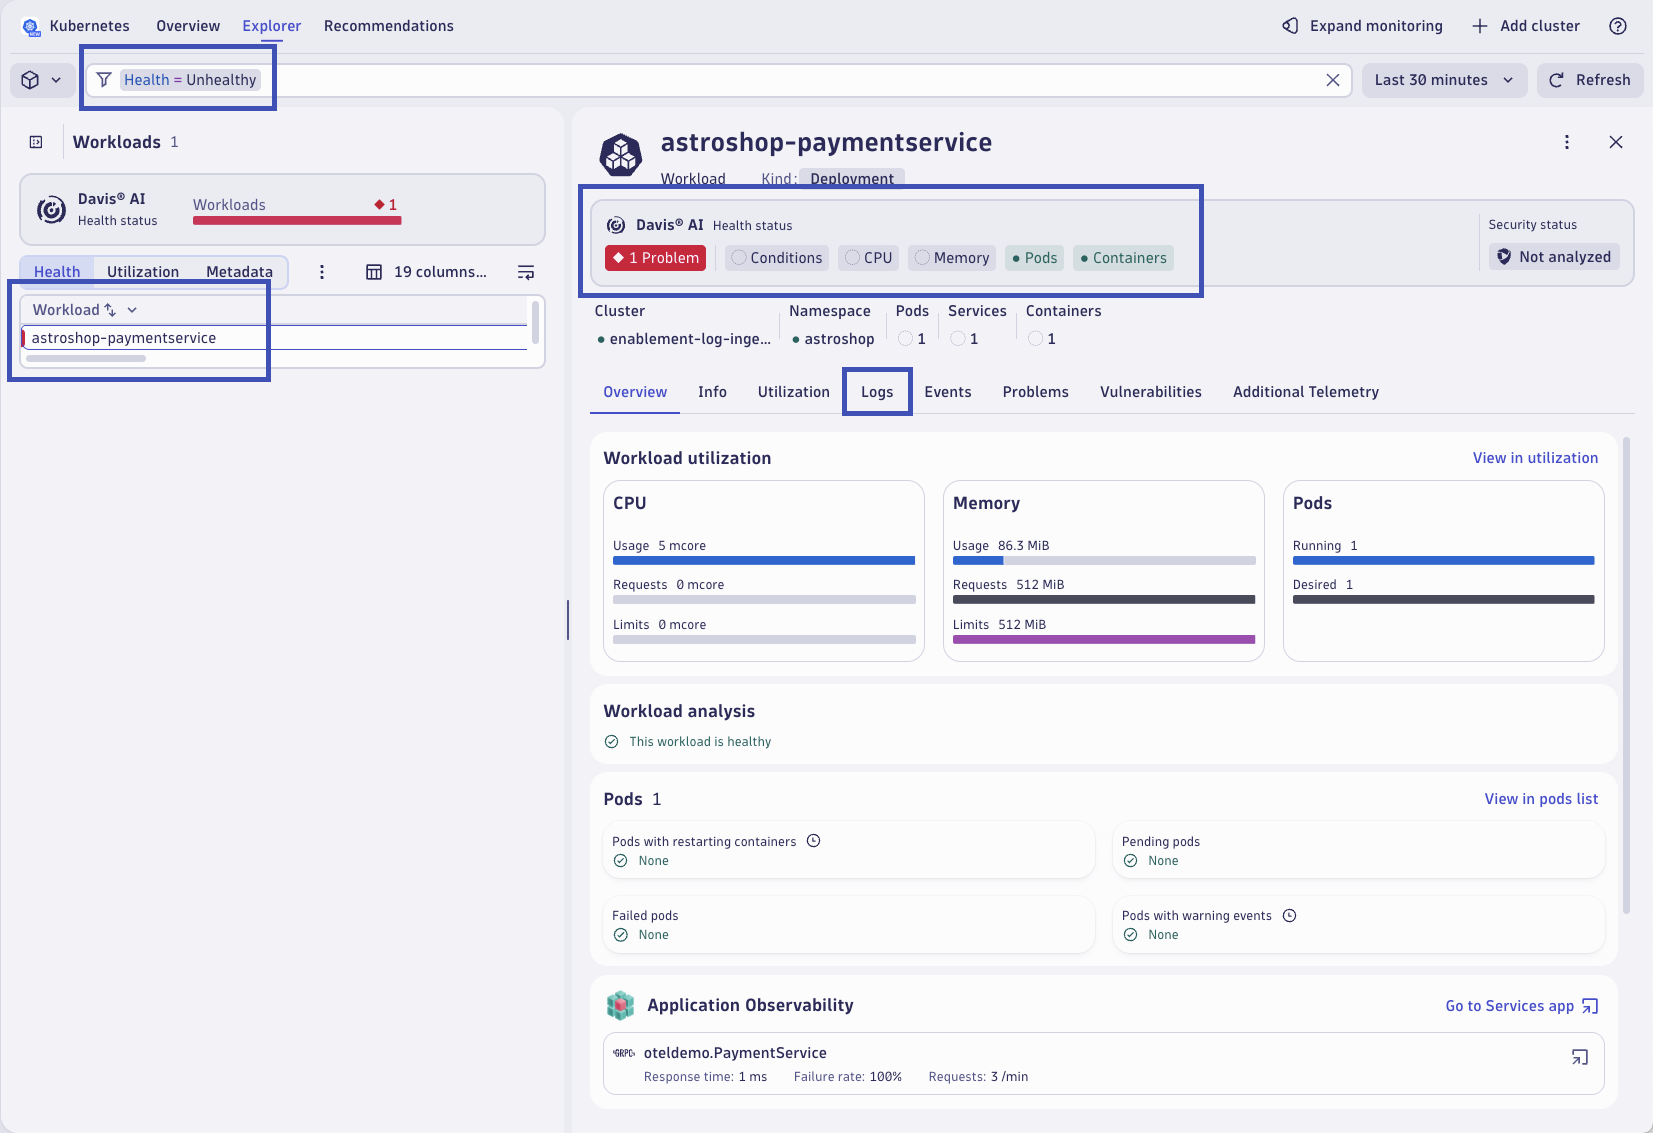 Kubernetes Overview Explorer Recommendations Expand monitoring Add cluster
Health = Unhealthy Last 30 minutes Refresh
Workloads 1
Davis® AI
Health status
Workloads 1
Health Utilization Metadata 19 columns...
Workload
astroshop-paymentservice
astroshop-paymentservice
Workload Kind: Deployment
Davis® AI Health status
1 Problem Conditions CPU Memory Pods Containers
Security status
Not analyzed
Cluster Namespace Pods Services Containers
enablement-log-inge... astroshop 1 1 1
Overview Info Utilization Logs Events Problems Vulnerabilities Additional Telemetry
Workload utilization View in utilization
CPU
Usage 5 mcore
Requests 0 mcore
Limits 0 mcore
Memory
Usage 86.3 MiB
Requests 512 MiB
Limits 512 MiB
Pods
Running 1
Desired 1
Workload analysis
This workload is healthy
Pods 1 View in pods list
Pods with restarting containers
None
Pending pods
None
Failed pods
None
Pods with warning events
None
Application Observability Go to Services app
GRPC oteldemo.PaymentService
Response time: 1 ms Failure rate: 100% Requests: 3 /min